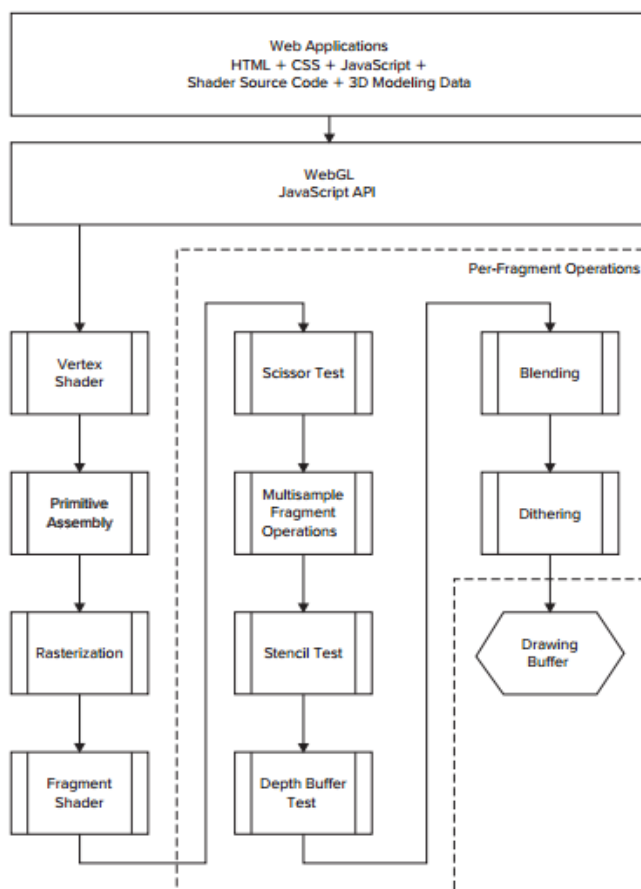 Web Applications
HTML + CSS + JavaScript +
Shader Source Code + 3D Modeling Data
WebGL
JavaScript API
Per-Fragment Operations
Vertex
Shader
Primitive
Assembly
Rasterization
Fragment
Shader
Scissor Test
Multisample
Fragment
Operations
Stencil Test
Depth Buffer
Test
Blending
Dithering
Drawing
Buffer